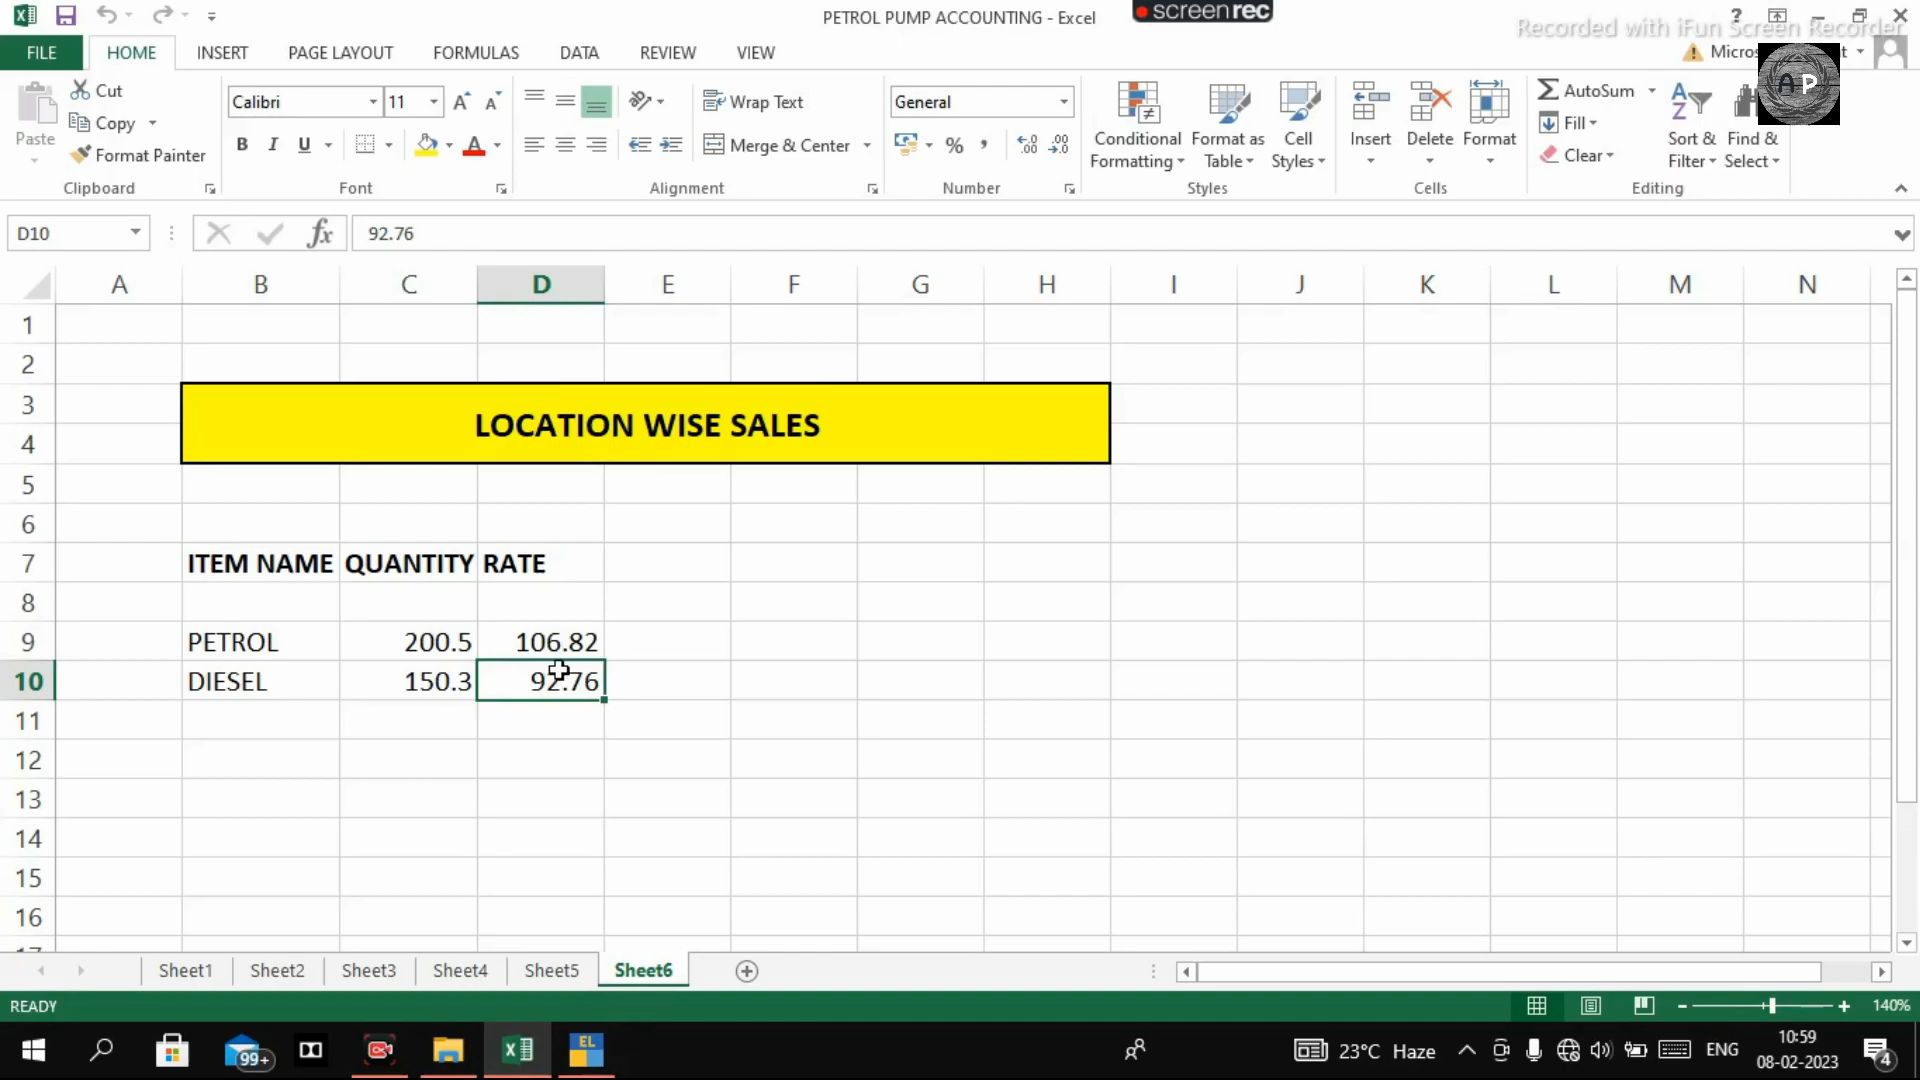 PETROL PUMP ACCOUNTING - Excel
screenrec
Recorded with iFun Screen Recorder
FILE HOME INSERT PAGE LAYOUT FORMULAS DATA REVIEW VIEW
AP
Paste
Cut
Copy
Format Painter
Clipboard
Calibri 11
B I U A
Font
Wrap Text
Merge & Center
Alignment
General
% ,
Number
Conditional Formatting
Format as Table
Cell Styles
Styles
Insert Delete Format
Cells
AutoSum
Fill
Clear
Sort & Filter
Find & Select
Editing
D10 fx 92.76
A B C D E F G H I J K L M N
1
2
3
LOCATION WISE SALES
4
5
6
7 ITEM NAME QUANTITY RATE
8
9 PETROL 200.5 106.82
10 DIESEL 150.3 92.76
11
12
13
14
15
16
Sheet1 Sheet2 Sheet3 Sheet4 Sheet5 Sheet6
READY 140%
99+ EL 23°C Haze ENG 10:59
08-02-2023 4